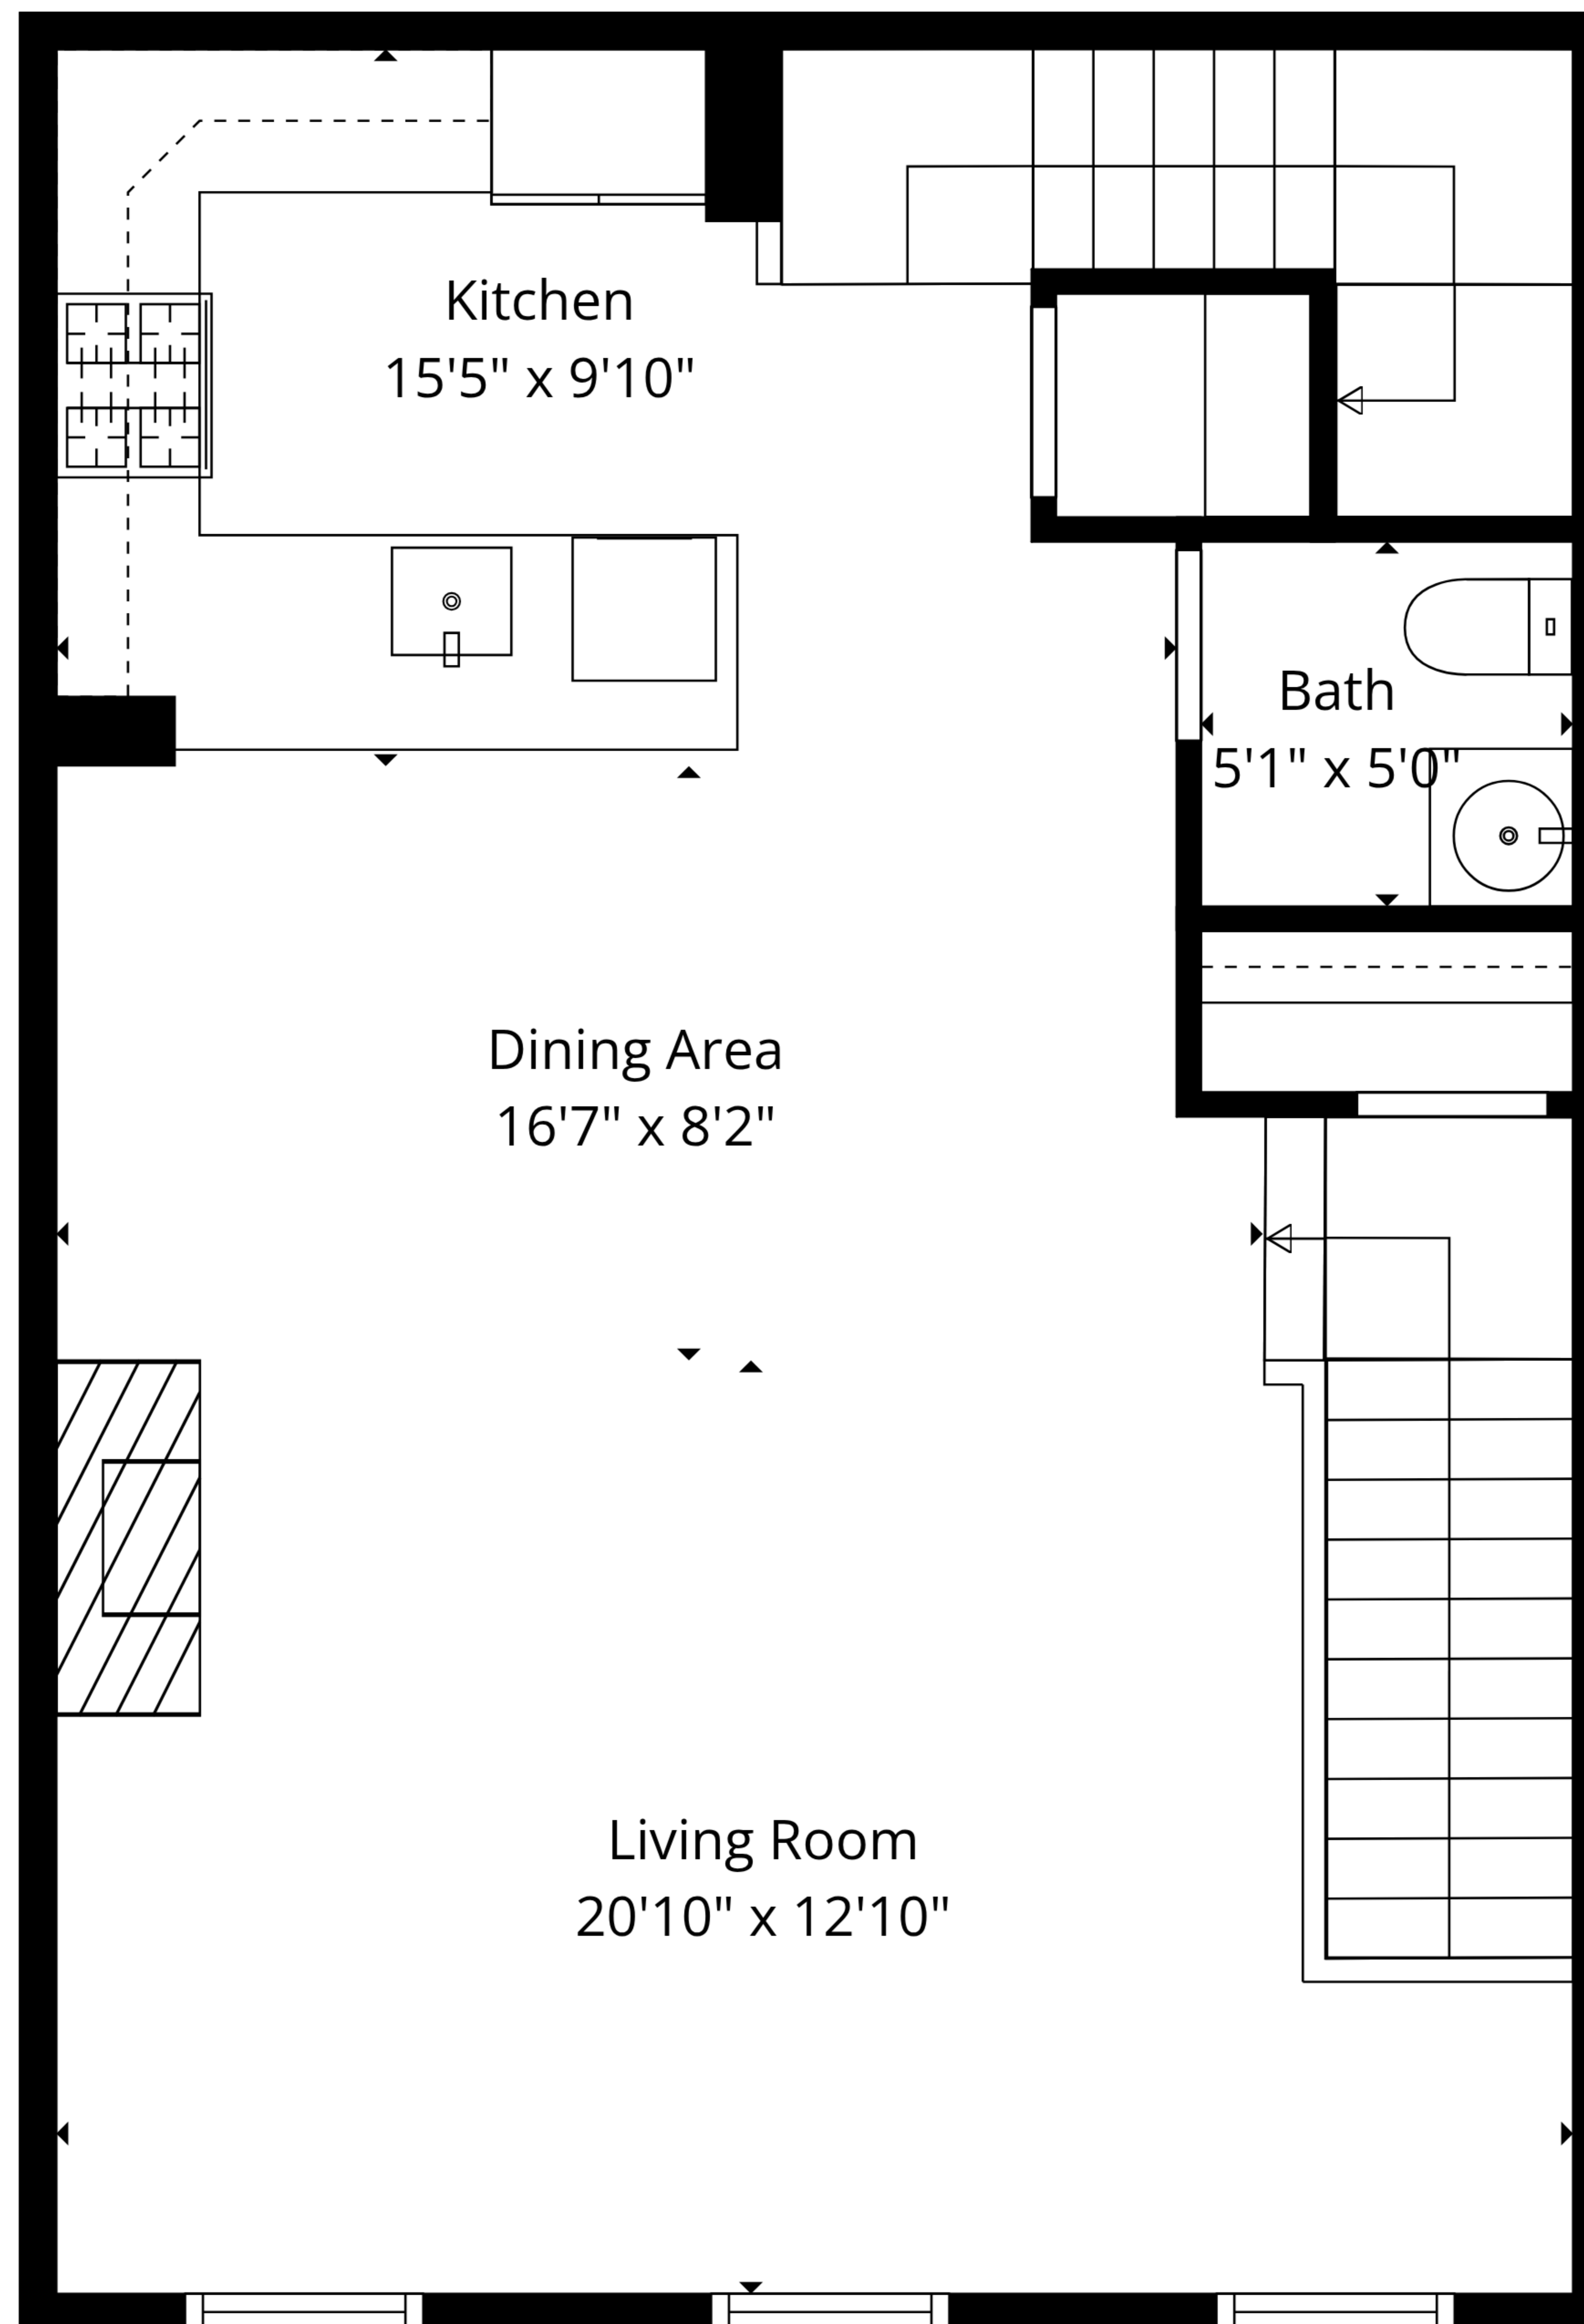 Kitchen
15'5" x 9'10"
Bath
5'1" x 5'0"
Dining Area
16'7" x 8'2"
Living Room
20'10" x 12'10"